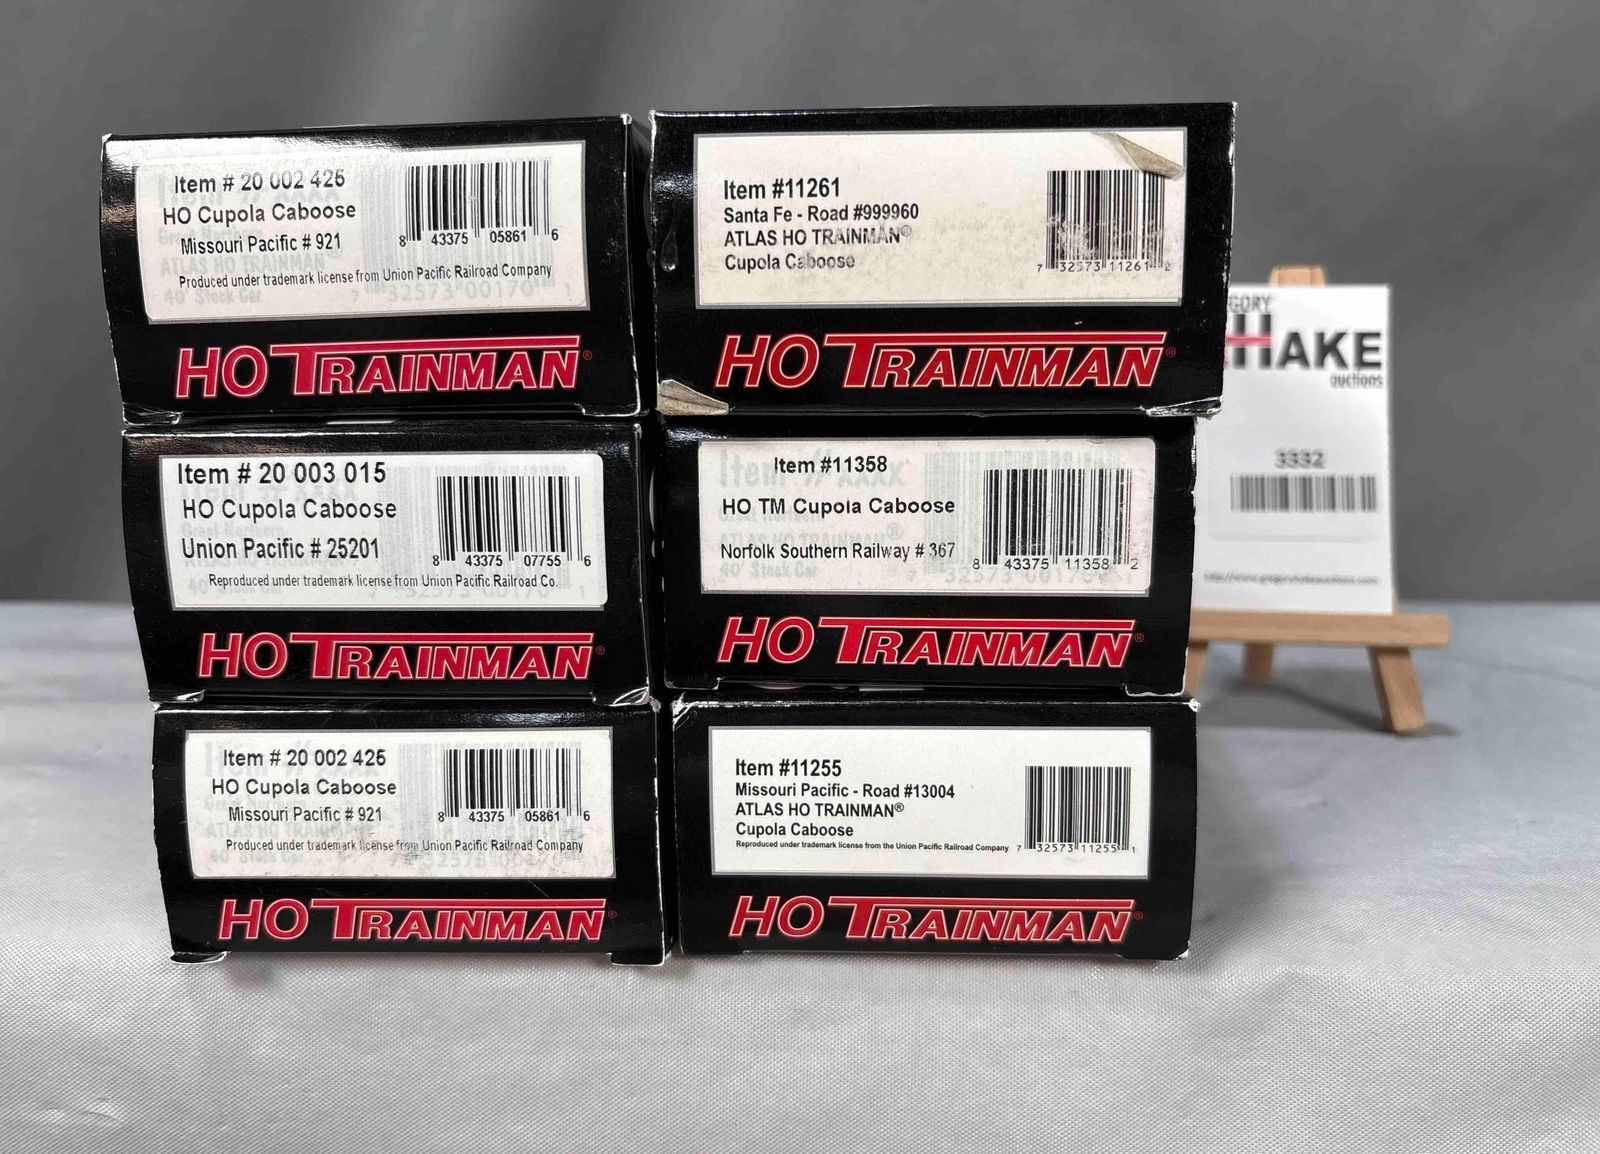 Item # 20 002 425
HO Cupola Caboose
Missouri Pacific # 921
Produced under trademark license from Union Pacific Railroad Company
8 43375 05861 6
HO TRAINMAN®
Item #11261
Santa Fe - Road #999960
ATLAS HO TRAINMAN®
Cupola Caboose
7 32573 11261 2
HO TRAINMAN®
Item # 20 003 015
HO Cupola Caboose
Union Pacific # 25201
Reproduced under trademark license from Union Pacific Railroad Co.
8 43375 07755 6
HO TRAINMAN®
Item #11358
HO TM Cupola Caboose
Norfolk Southern Railway # 367
8 43375 11358 2
HO TRAINMAN®
Item # 20 002 425
HO Cupola Caboose
Missouri Pacific # 921
Produced under trademark license from Union Pacific Railroad Company
8 43375 05861 6
HO TRAINMAN®
Item #11255
Missouri Pacific - Road #13004
ATLAS HO TRAINMAN®
Cupola Caboose
Reproduced under trademark license from the Union Pacific Railroad Company
7 32573 11255 1
HO TRAINMAN®
GORY
HAKE
auctions
3332